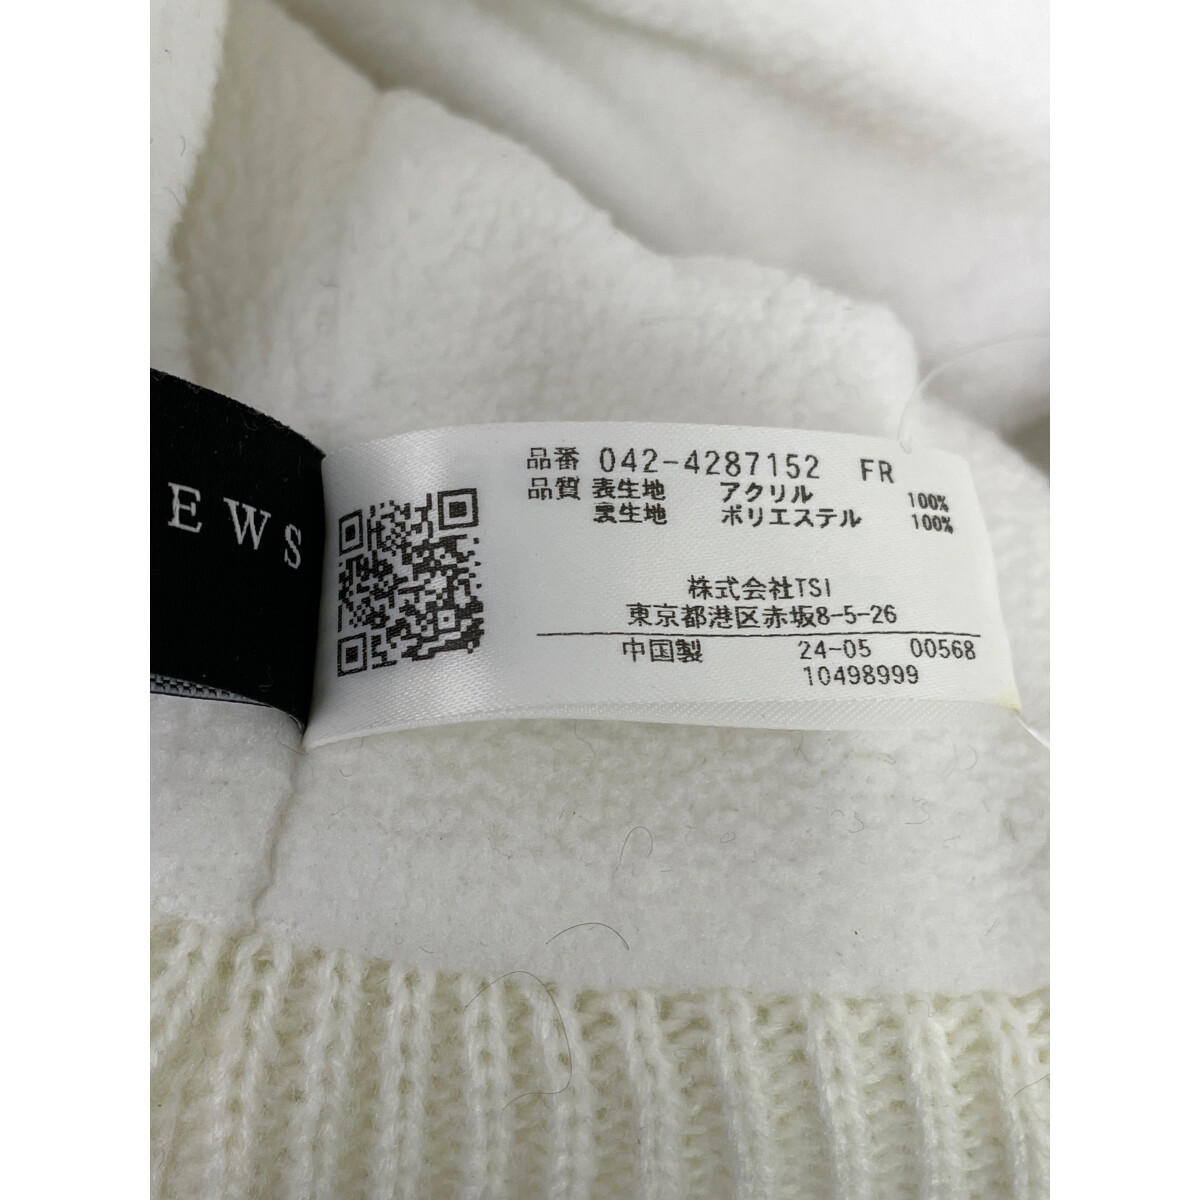 EWS
品番 042-4287152 FR
品質 表生地 アクリル 100%
裏生地 ポリエステル 100%
株式会社TSI
東京都港区赤坂8-5-26
中国製 24-05 00568
10498999